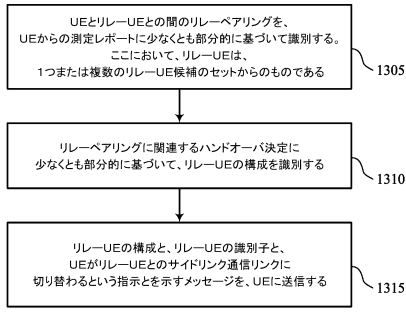 UEとリレーUEとの間のリレーペアリングを、
UEからの測定レポートに少なくとも部分的に基づいて識別する。
ここにおいて、リレーUEは、
1つまたは複数のリレーUE候補のセットからのものである
1305
リレーペアリングに関連するハンドオーバ決定に
少なくとも部分的に基づいて、リレーUEの構成を識別する
1310
リレーUEの構成と、リレーUEの識別子と、
UEがリレーUEとのサイドリンク通信リンクに
切り替わるという指示とを示すメッセージを、UEに送信する
1315